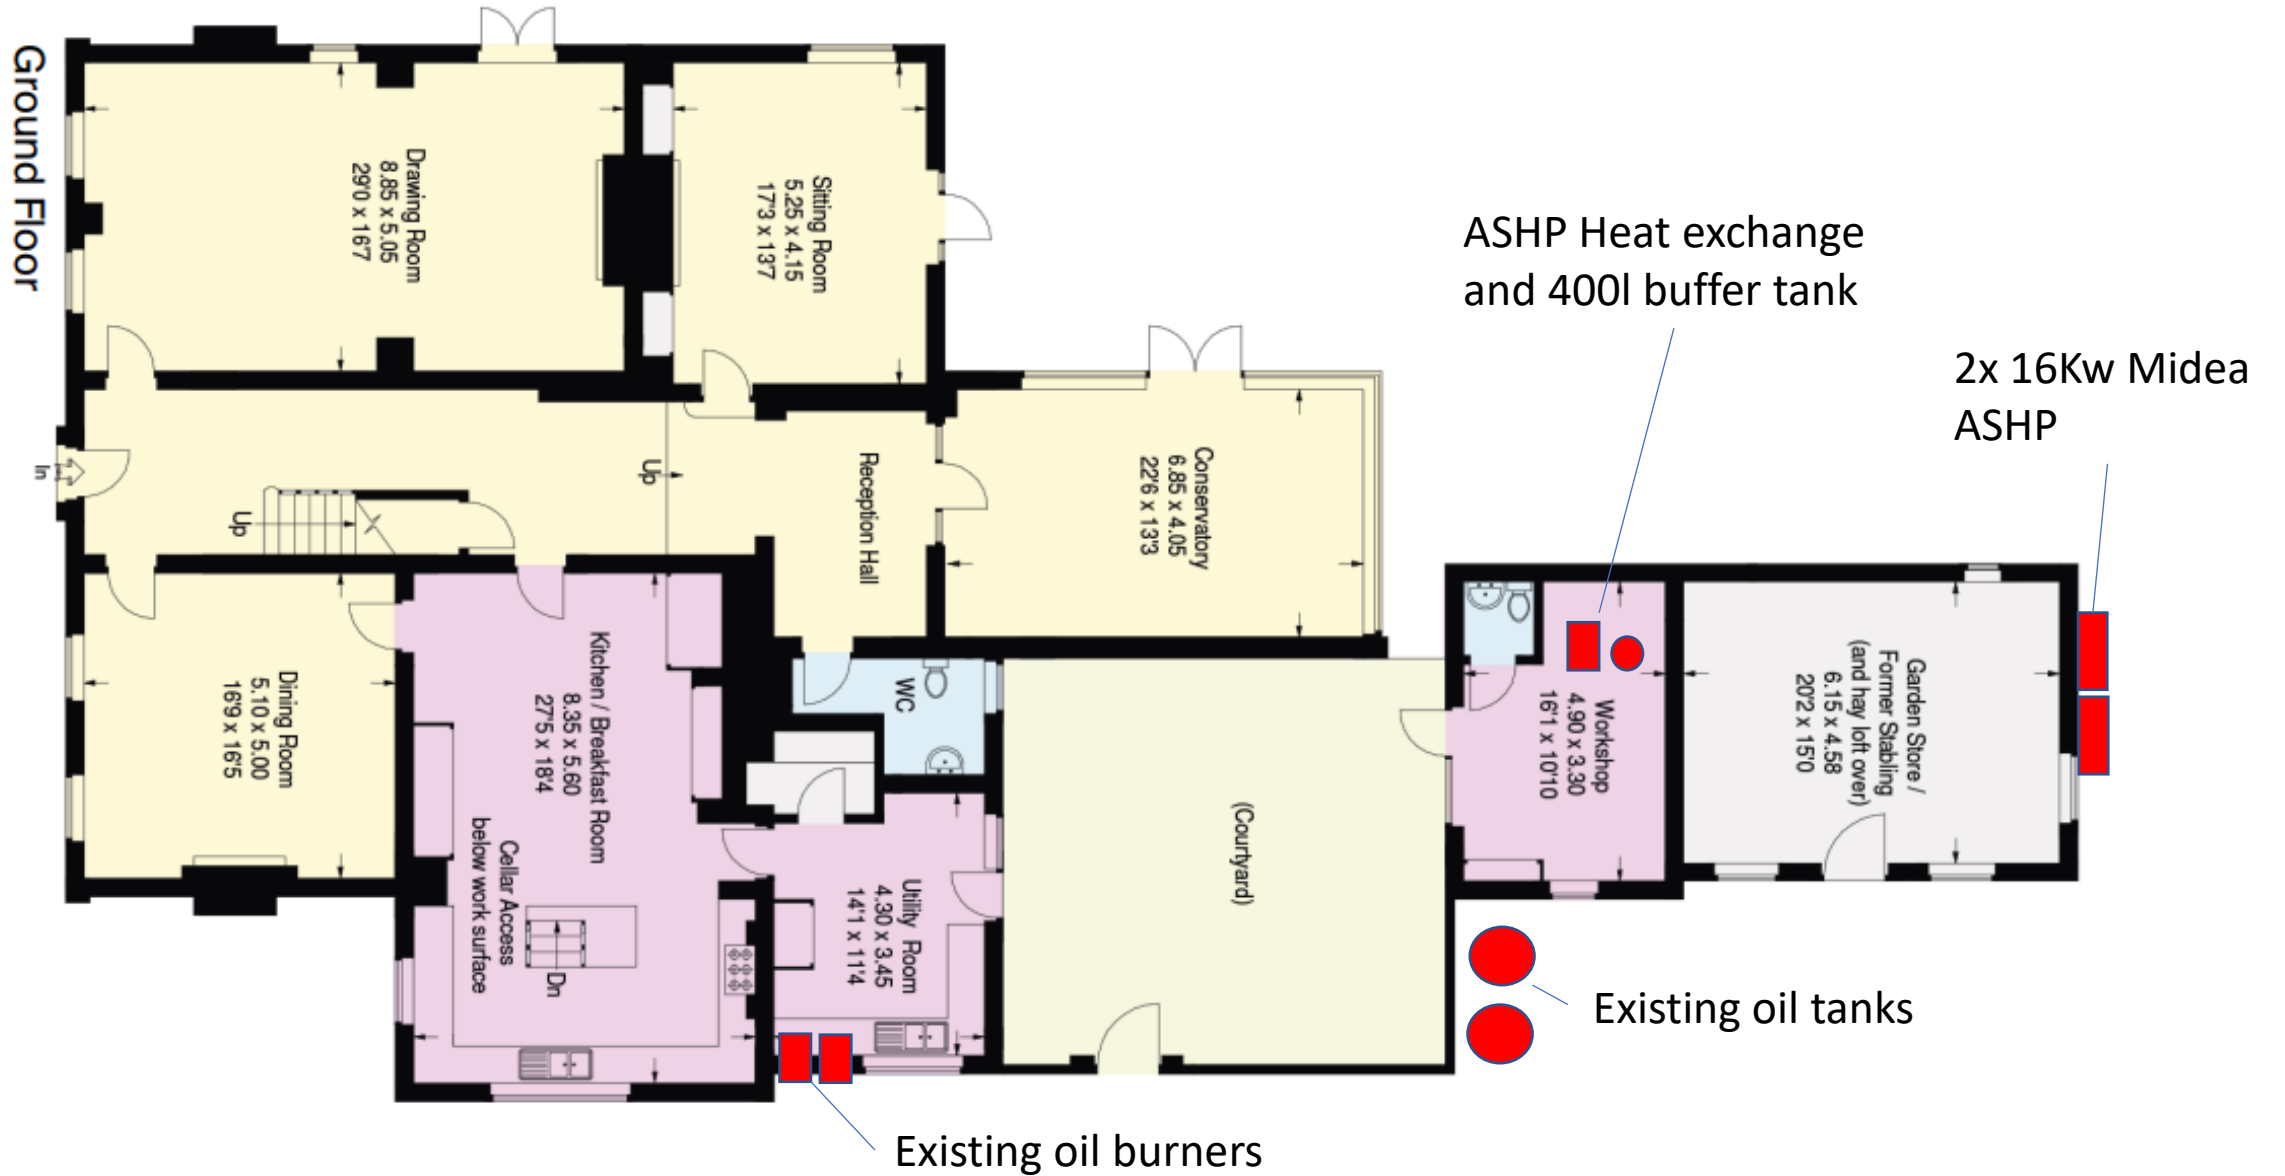 Ground Floor
Drawing Room
8.85 x 5.05
29'0 x 16'7
Sitting Room
5.25 x 4.15
17'3 x 13'7
ASHP Heat exchange
and 400l buffer tank
2x 16Kw Midea
ASHP
In
Up
Up
Reception Hall
Conservatory
6.85 x 4.05
22'6 x 13'3
Dining Room
5.10 x 5.00
16'9 x 16'5
Kitchen / Breakfast Room
8.35 x 5.60
27'5 x 18'4
Cellar Access
below work surface
Dn
WC
Utility Room
4.30 x 3.45
14'1 x 11'4
(Courtyard)
Workshop
4.90 x 3.30
16'1 x 10'10
Garden Store /
Former Stabling
(and hay loft over)
6.15 x 4.58
20'2 x 15'0
Existing oil tanks
Existing oil burners